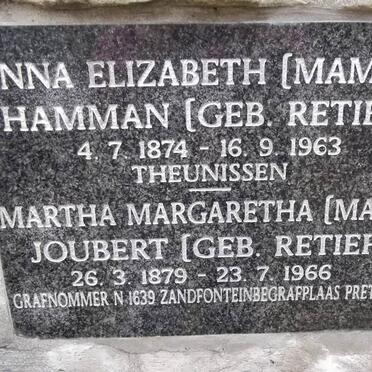 NNA ELIZABETH (MAM
HAMMAN (GEB. RETIE
4. 7 1874 - 16. 9 1963
THEUNISSEN
MARTHA MARGARETHA (MA
JOUBERT (GEB. RETIEF
26. 3 1879 - 23. 7 1966
GRAFNOMMER N 1639 ZANDFONTEINBEGRAFPLAAS PRET